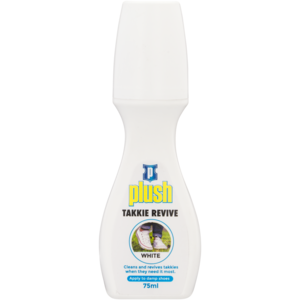 P
plush
TAKKIE REVIVE
WHITE
Cleans and revives takkies
when they need it most.
Apply to damp shoes
75ml